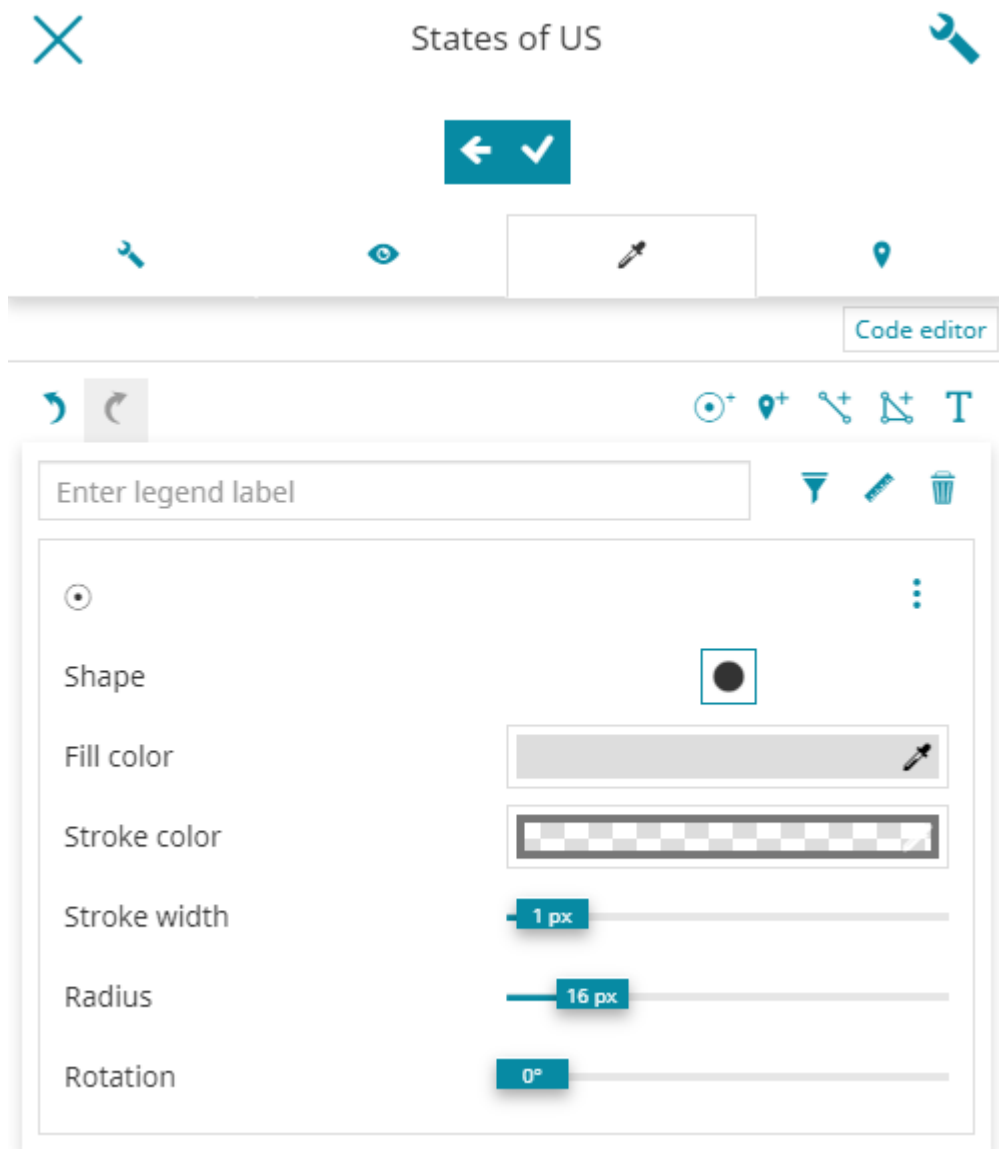 States of US
Code editor
T
Enter legend label
Shape
Fill color
Stroke color
Stroke width
1 px
Radius
16 px
Rotation
0°